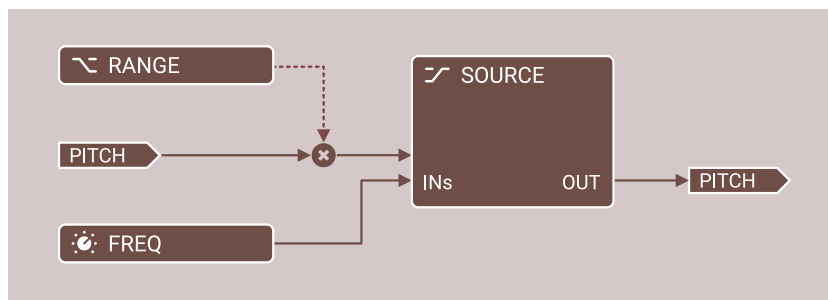 RANGE
SOURCE
PITCH
INs
OUT
PITCH
FREQ